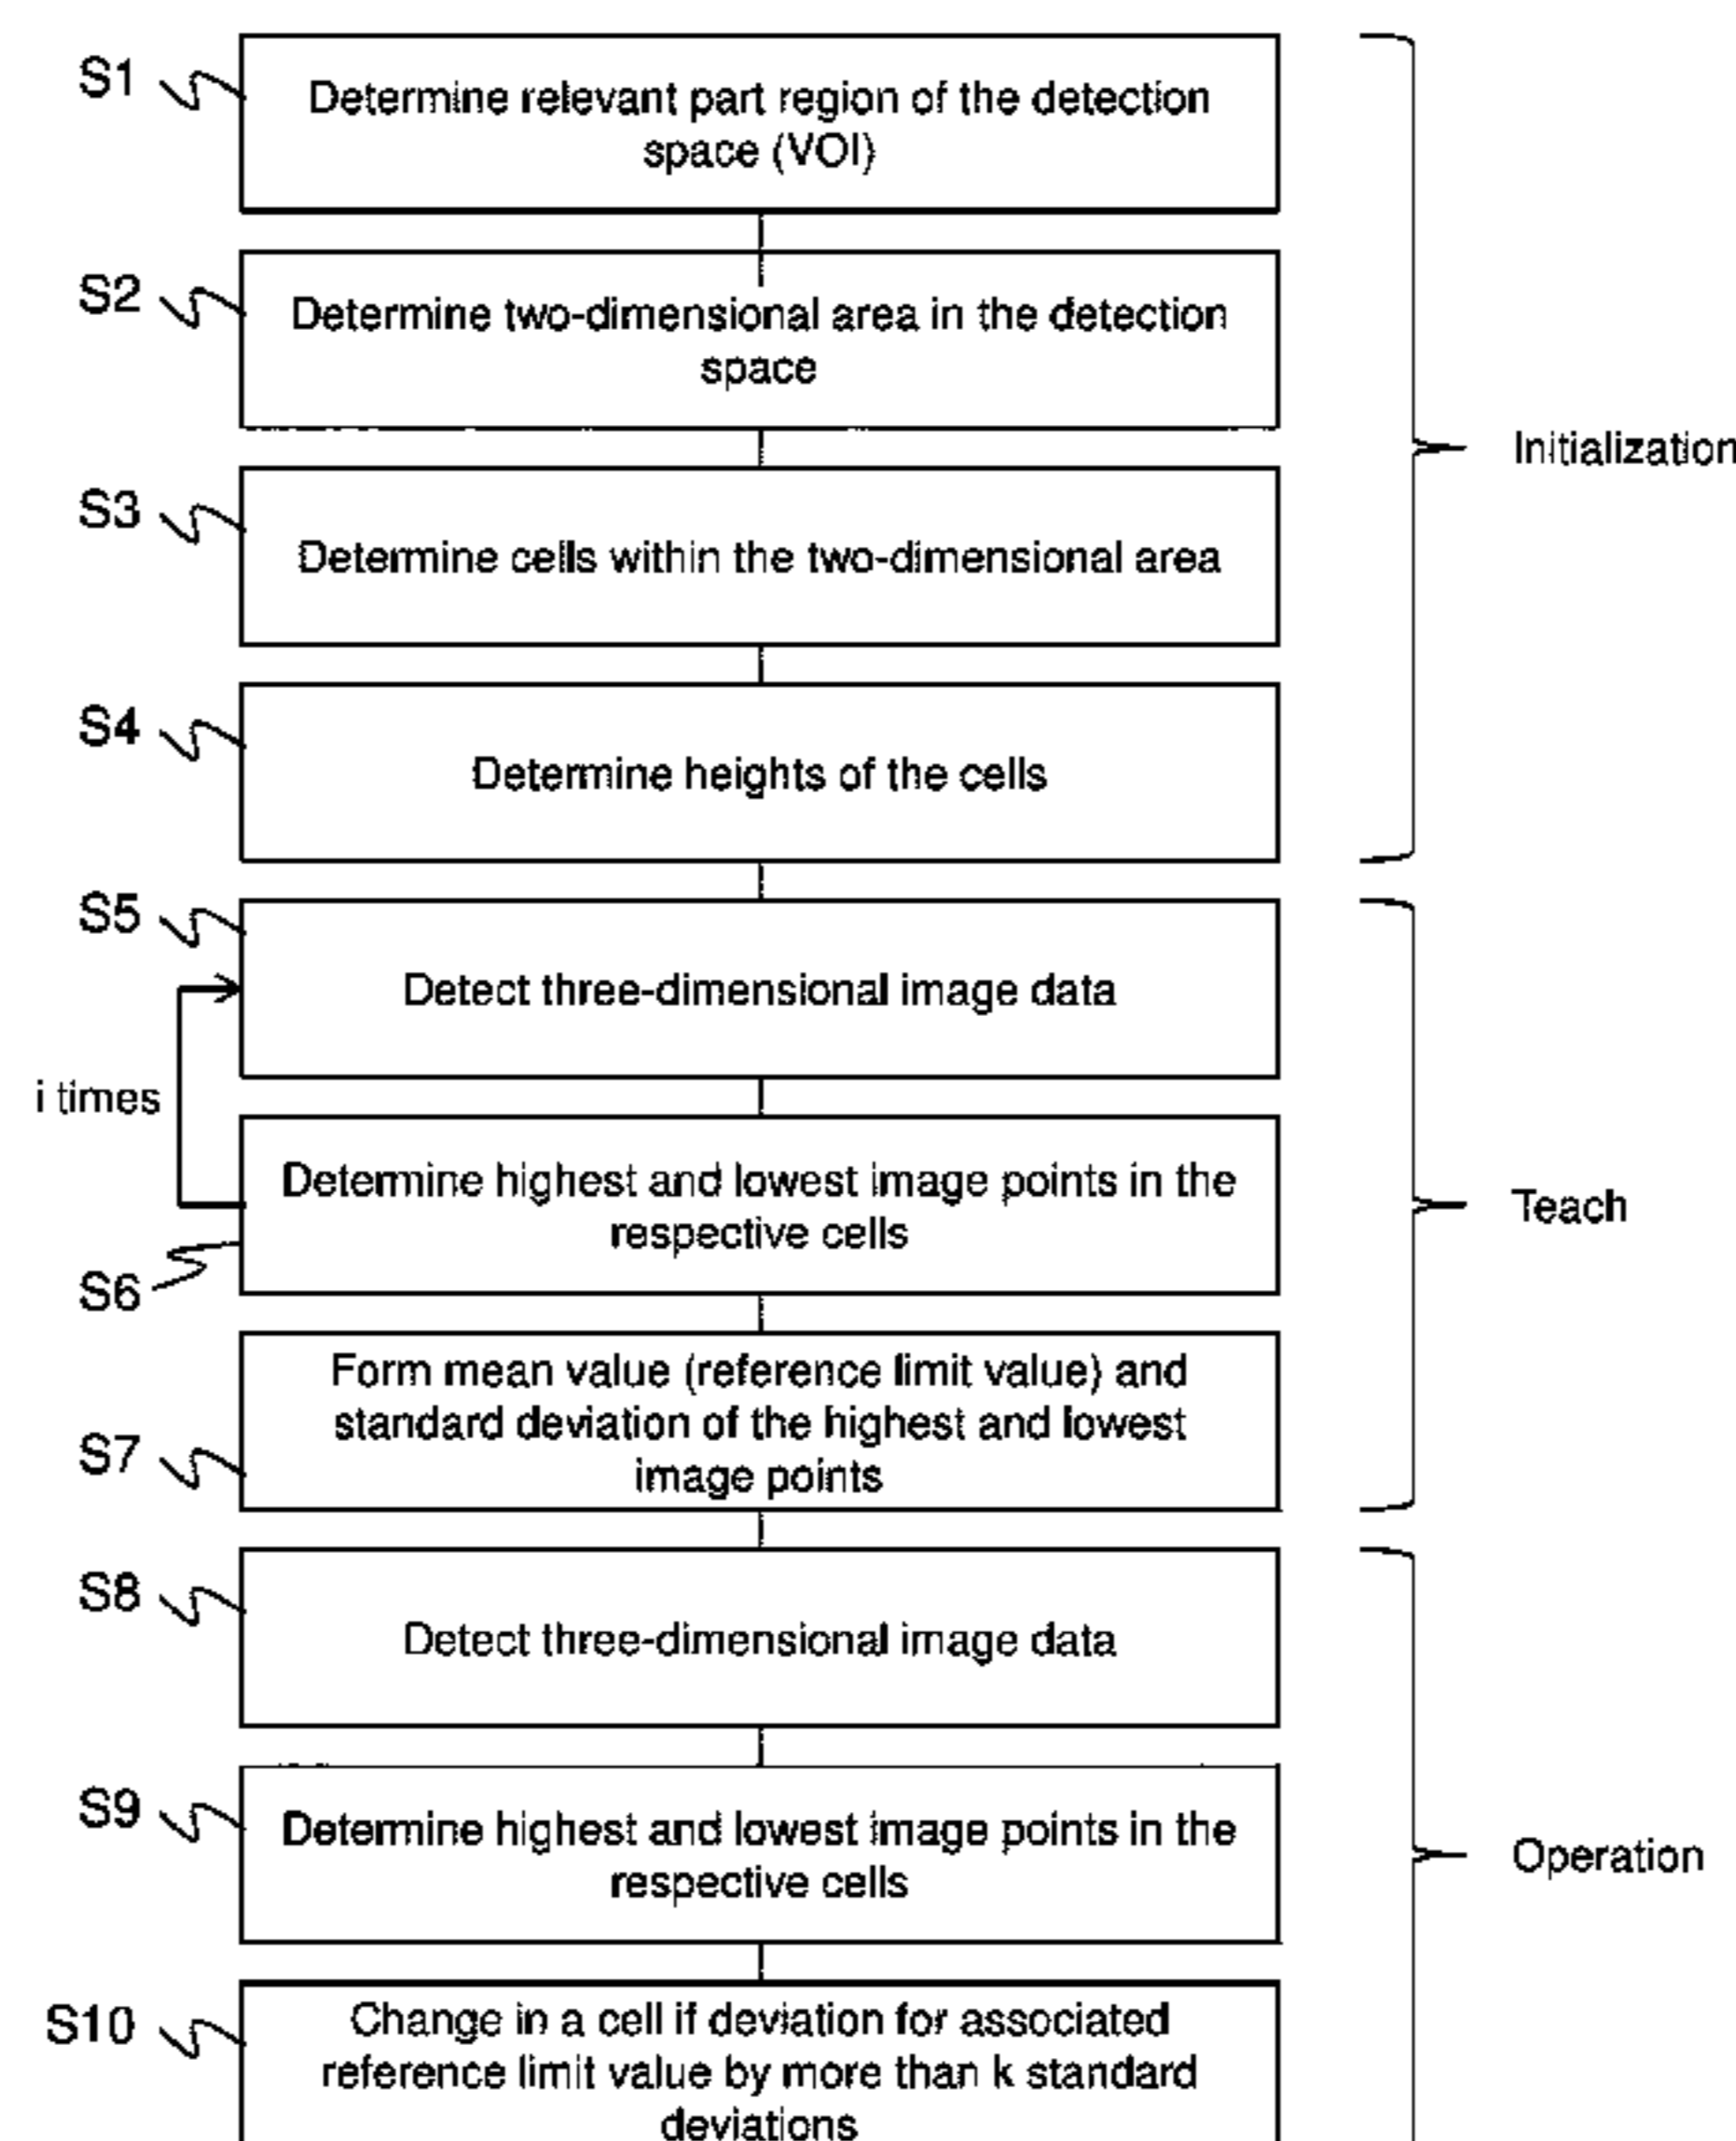 S1
Determine relevant part region of the detection
space (VOI)
S2
Determine two-dimensional area in the detection
space
Initialization
S3
Determine cells within the two-dimensional area
S4
Determine heights of the cells
S5
Detect three-dimensional image data
i times
Determine highest and lowest image points in the
respective cells
Teach
S6
Form mean value (reference limit value) and
standard deviation of the highest and lowest
image points
S7
S8
Detect three-dimensional image data
S9
Determine highest and lowest image points in the
respective cells
Operation
S10
Change in a cell if deviation for associated
reference limit value by more than k standard
deviations